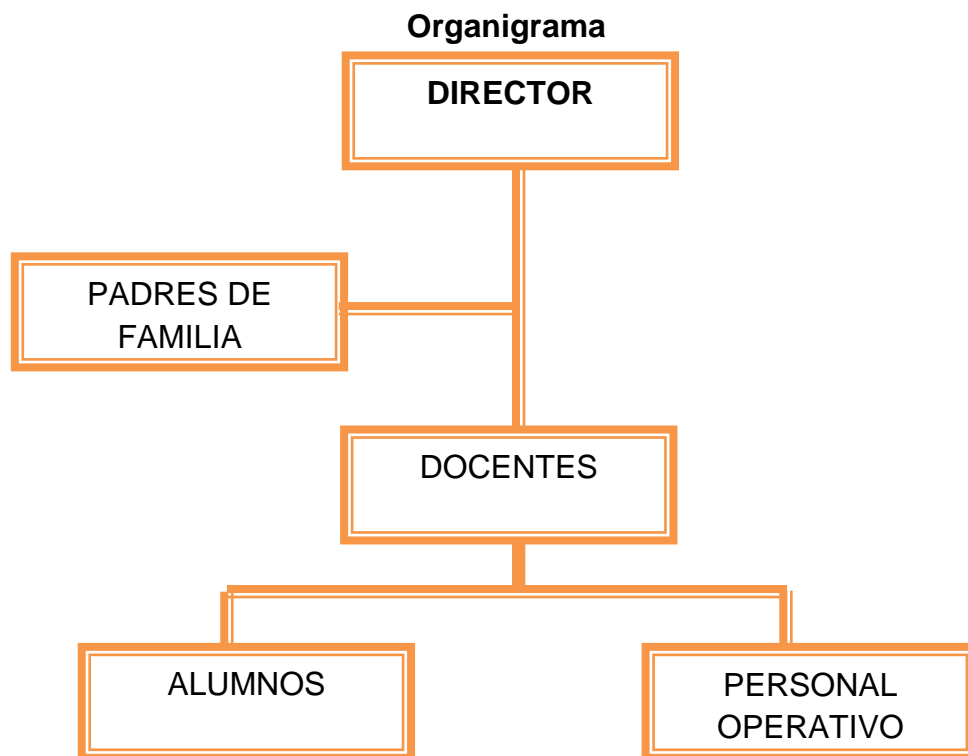 Organigrama
DIRECTOR
PADRES DE
FAMILIA
DOCENTES
ALUMNOS
PERSONAL
OPERATIVO